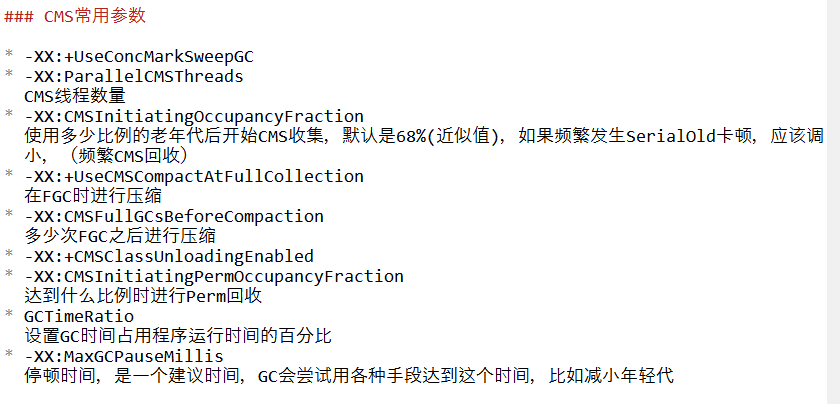 ### CMS常用参数
* -XX:+UseConcMarkSweepGC
* -XX:ParallelCMSThreads
CMS线程数量
* -XX:CMSInitiatingOccupancyFraction
使用多少比例的老年代后开始CMS收集，默认是68%(近似值)，如果频繁发生SerialOld卡顿，应该调
小，（频繁CMS回收）
* -XX:+UseCMSCompactAtFullCollection
在FGC时进行压缩
* -XX:CMSFullGCsBeforeCompaction
多少次FGC之后进行压缩
* -XX:+CMSClassUnloadingEnabled
* -XX:CMSInitiatingPermOccupancyFraction
达到什么比例时进行Perm回收
* GCTimeRatio
设置GC时间占用程序运行时间的百分比
* -XX:MaxGCPauseMillis
停顿时间，是一个建议时间，GC会尝试用各种手段达到这个时间，比如减小年轻代